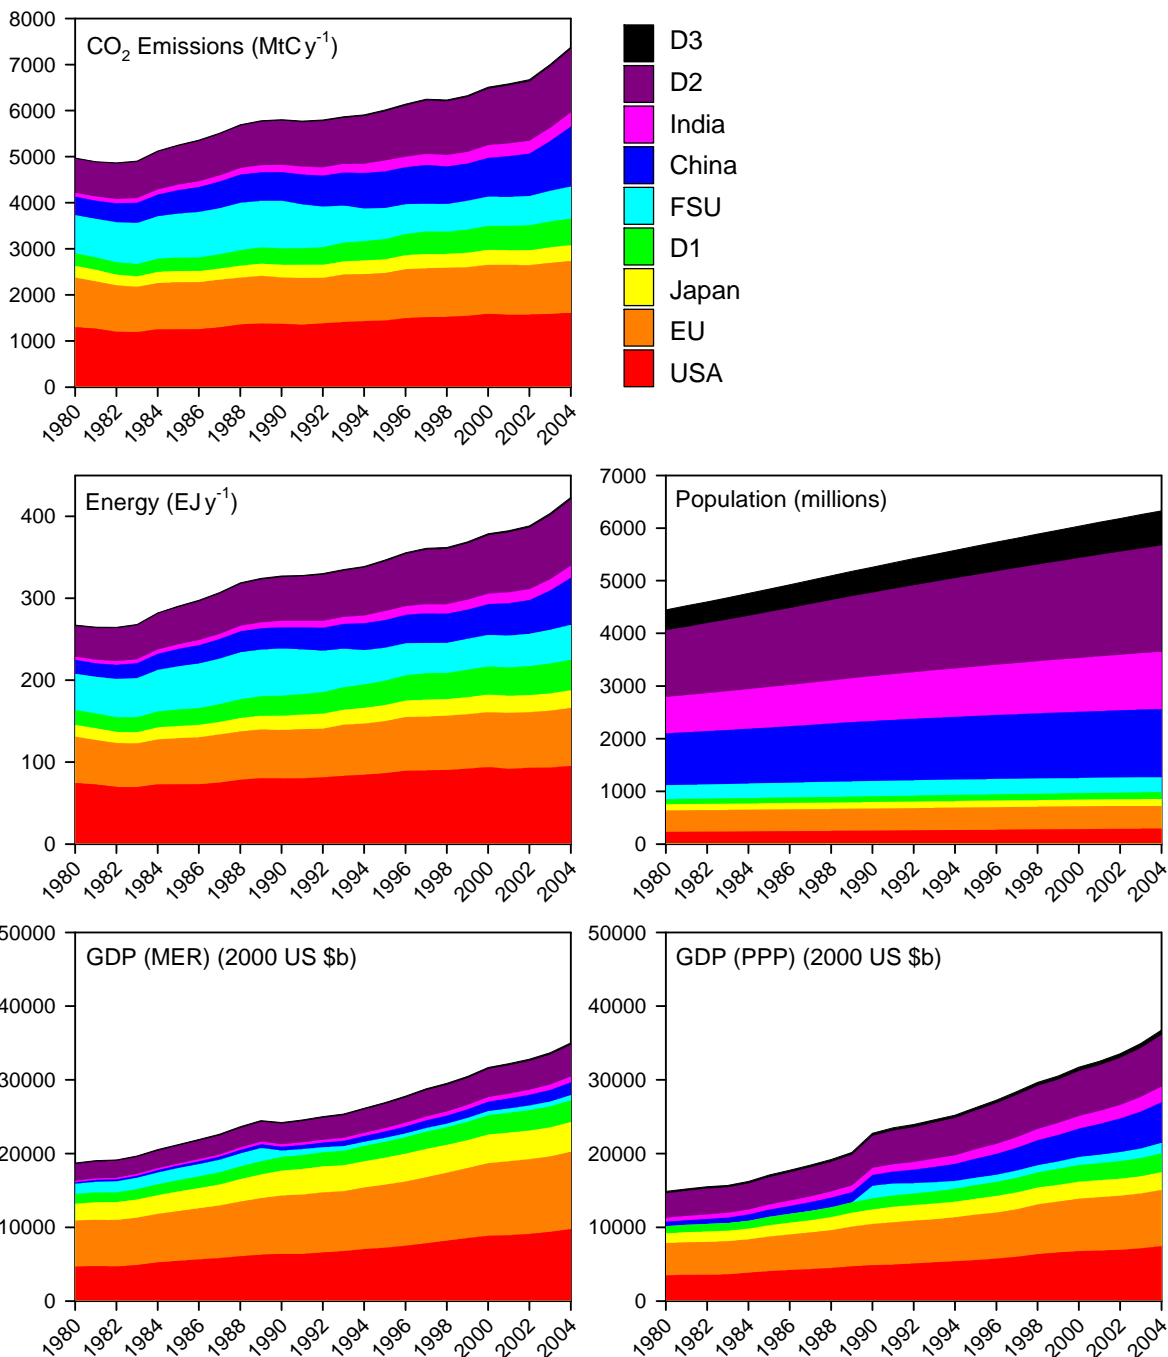 CO2 Emissions (MtC y-1)
8000
7000
6000
5000
4000
3000
2000
1000
0
1980 1982 1984 1986 1988 1990 1992 1994 1996 1998 2000 2002 2004
D3
D2
India
China
FSU
D1
Japan
EU
USA
Energy (EJ y-1)
400
300
200
100
0
1980 1982 1984 1986 1988 1990 1992 1994 1996 1998 2000 2002 2004
Population (millions)
7000
6000
5000
4000
3000
2000
1000
0
1980 1982 1984 1986 1988 1990 1992 1994 1996 1998 2000 2002 2004
GDP (MER) (2000 US $b)
50000
40000
30000
20000
10000
0
1980 1982 1984 1986 1988 1990 1992 1994 1996 1998 2000 2002 2004
GDP (PPP) (2000 US $b)
50000
40000
30000
20000
10000
0
1980 1982 1984 1986 1988 1990 1992 1994 1996 1998 2000 2002 2004